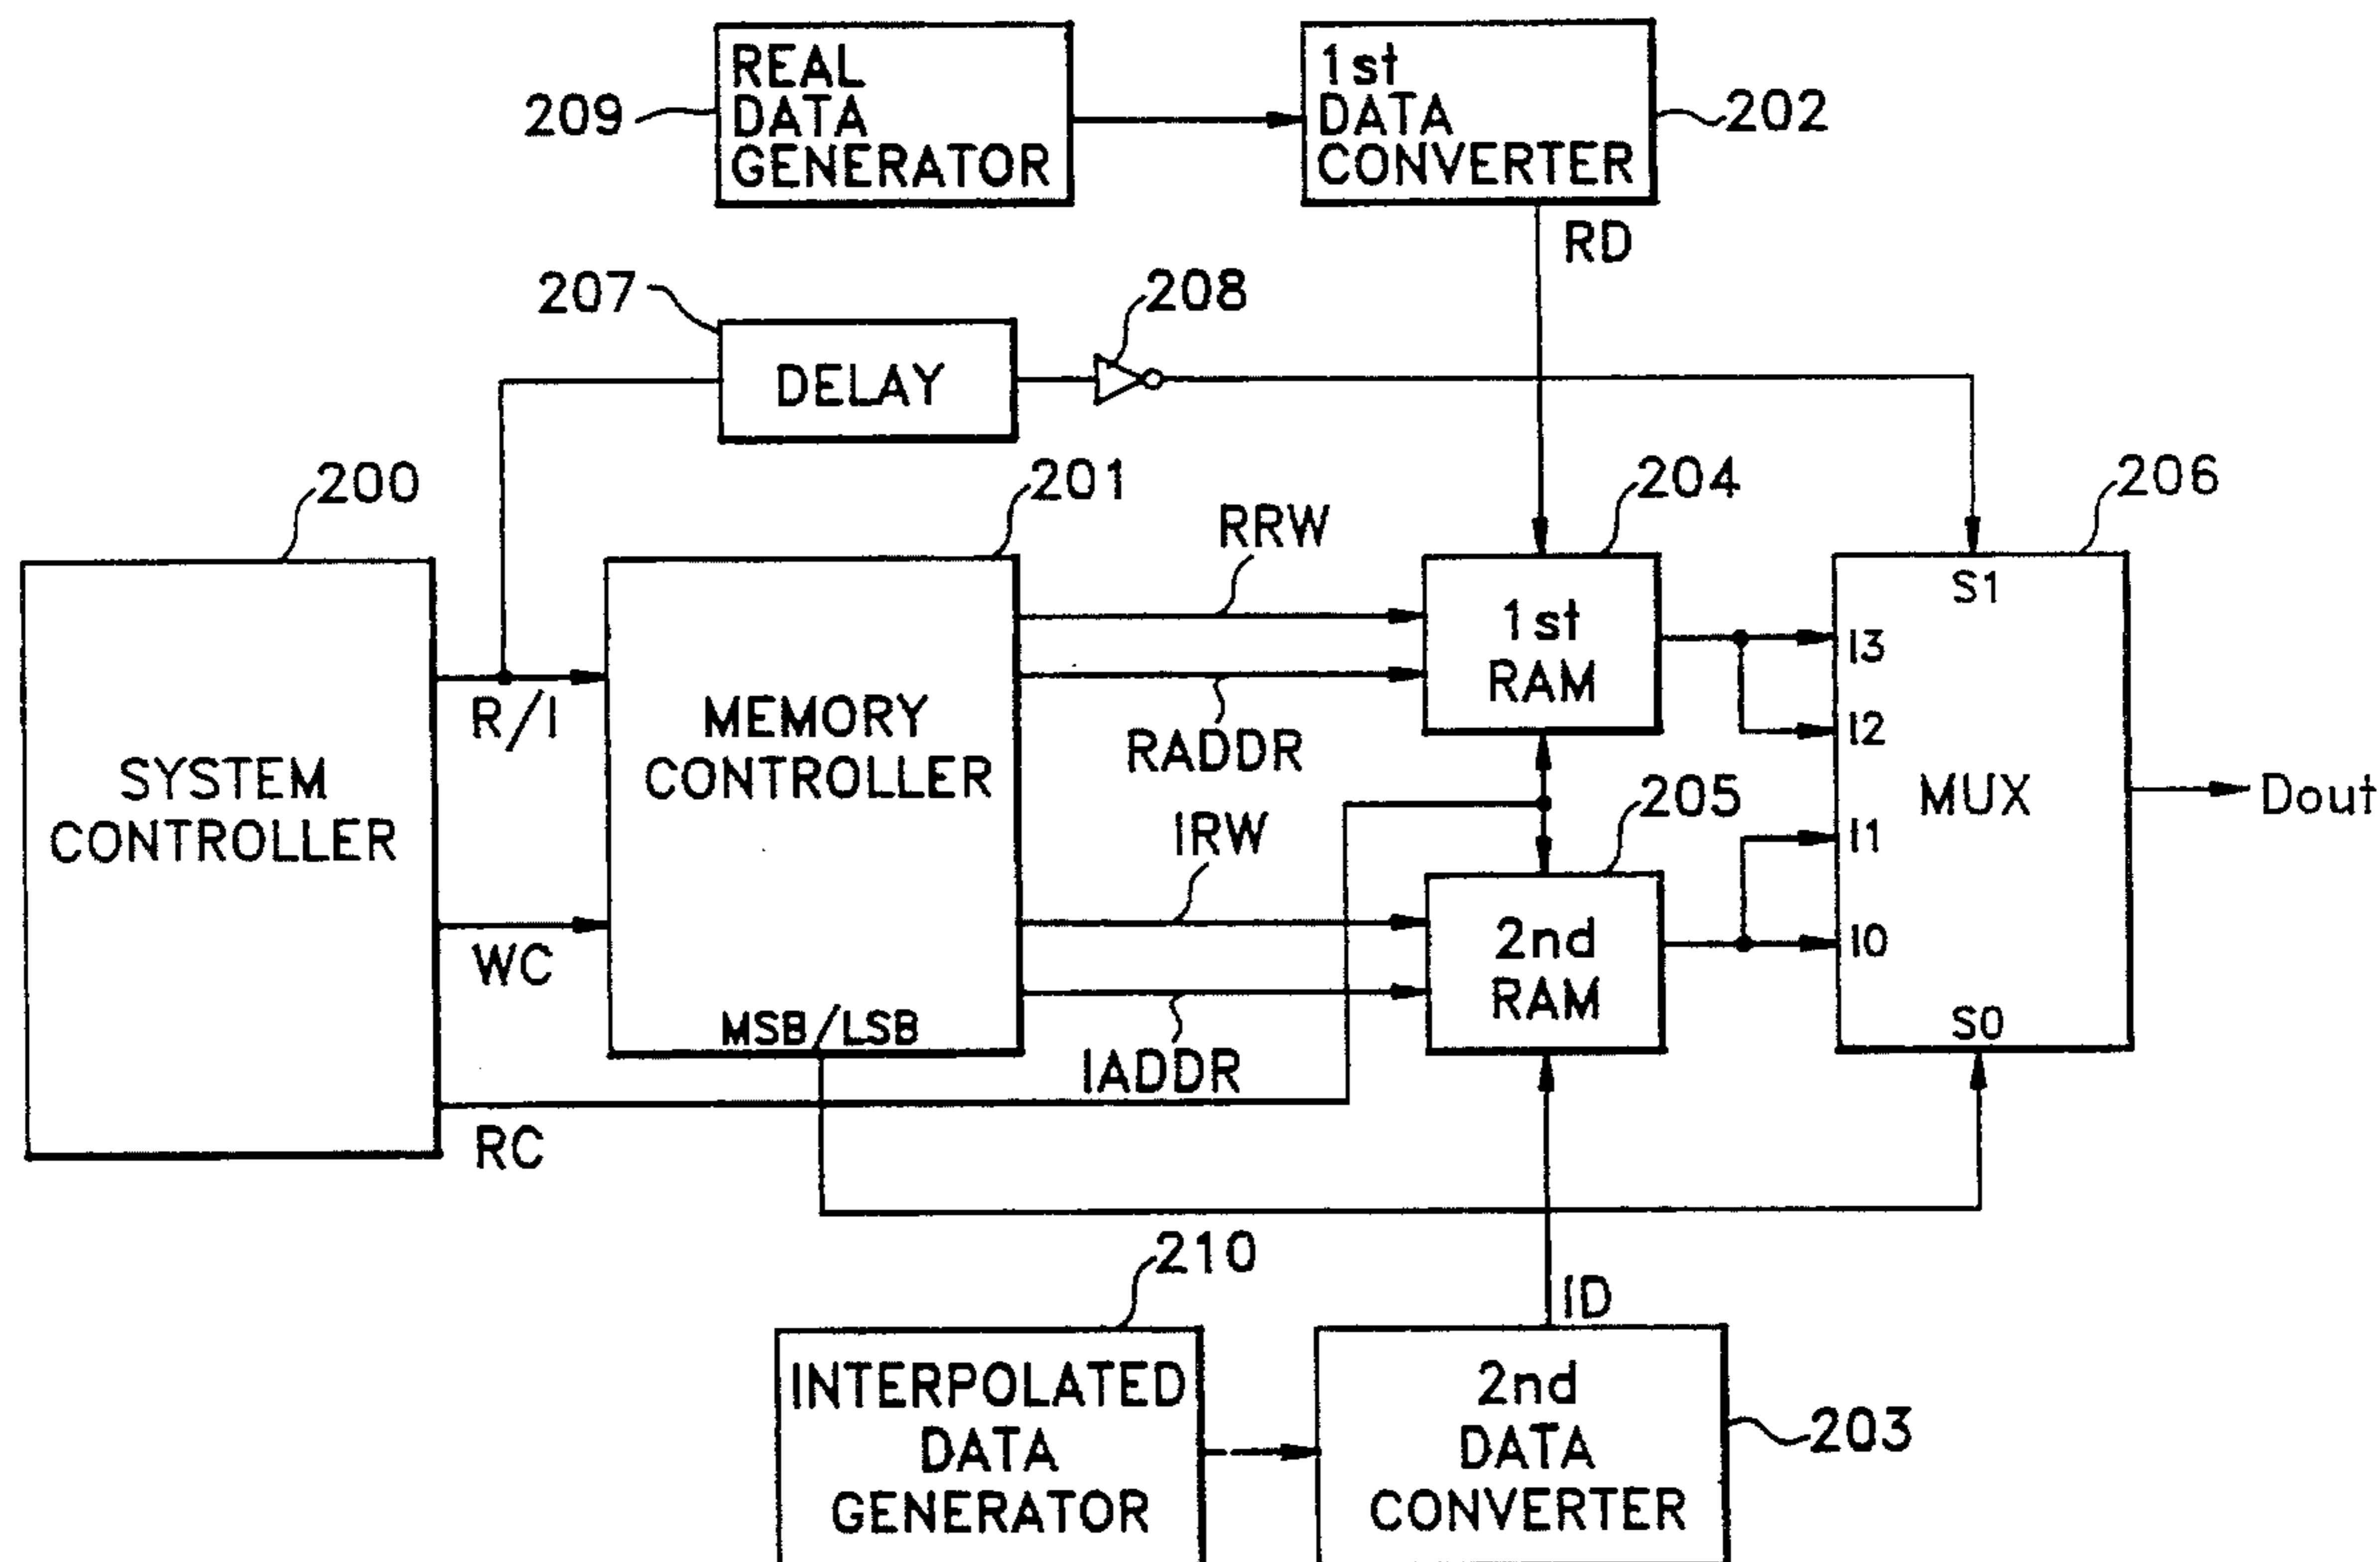 REAL
DATA
GENERATOR
209
1st
DATA
CONVERTER
202
RD
207
208
DELAY
200
201
204
206
RRW
SYSTEM
CONTROLLER
R/I
WC
RC
MEMORY
CONTROLLER
MSB/LSB
RADDR
IRW
IADDR
1st
RAM
205
2nd
RAM
S1
I3
I2
MUX
I1
I0
S0
Dout
210
ID
INTERPOLATED
DATA
GENERATOR
2nd
DATA
CONVERTER
203